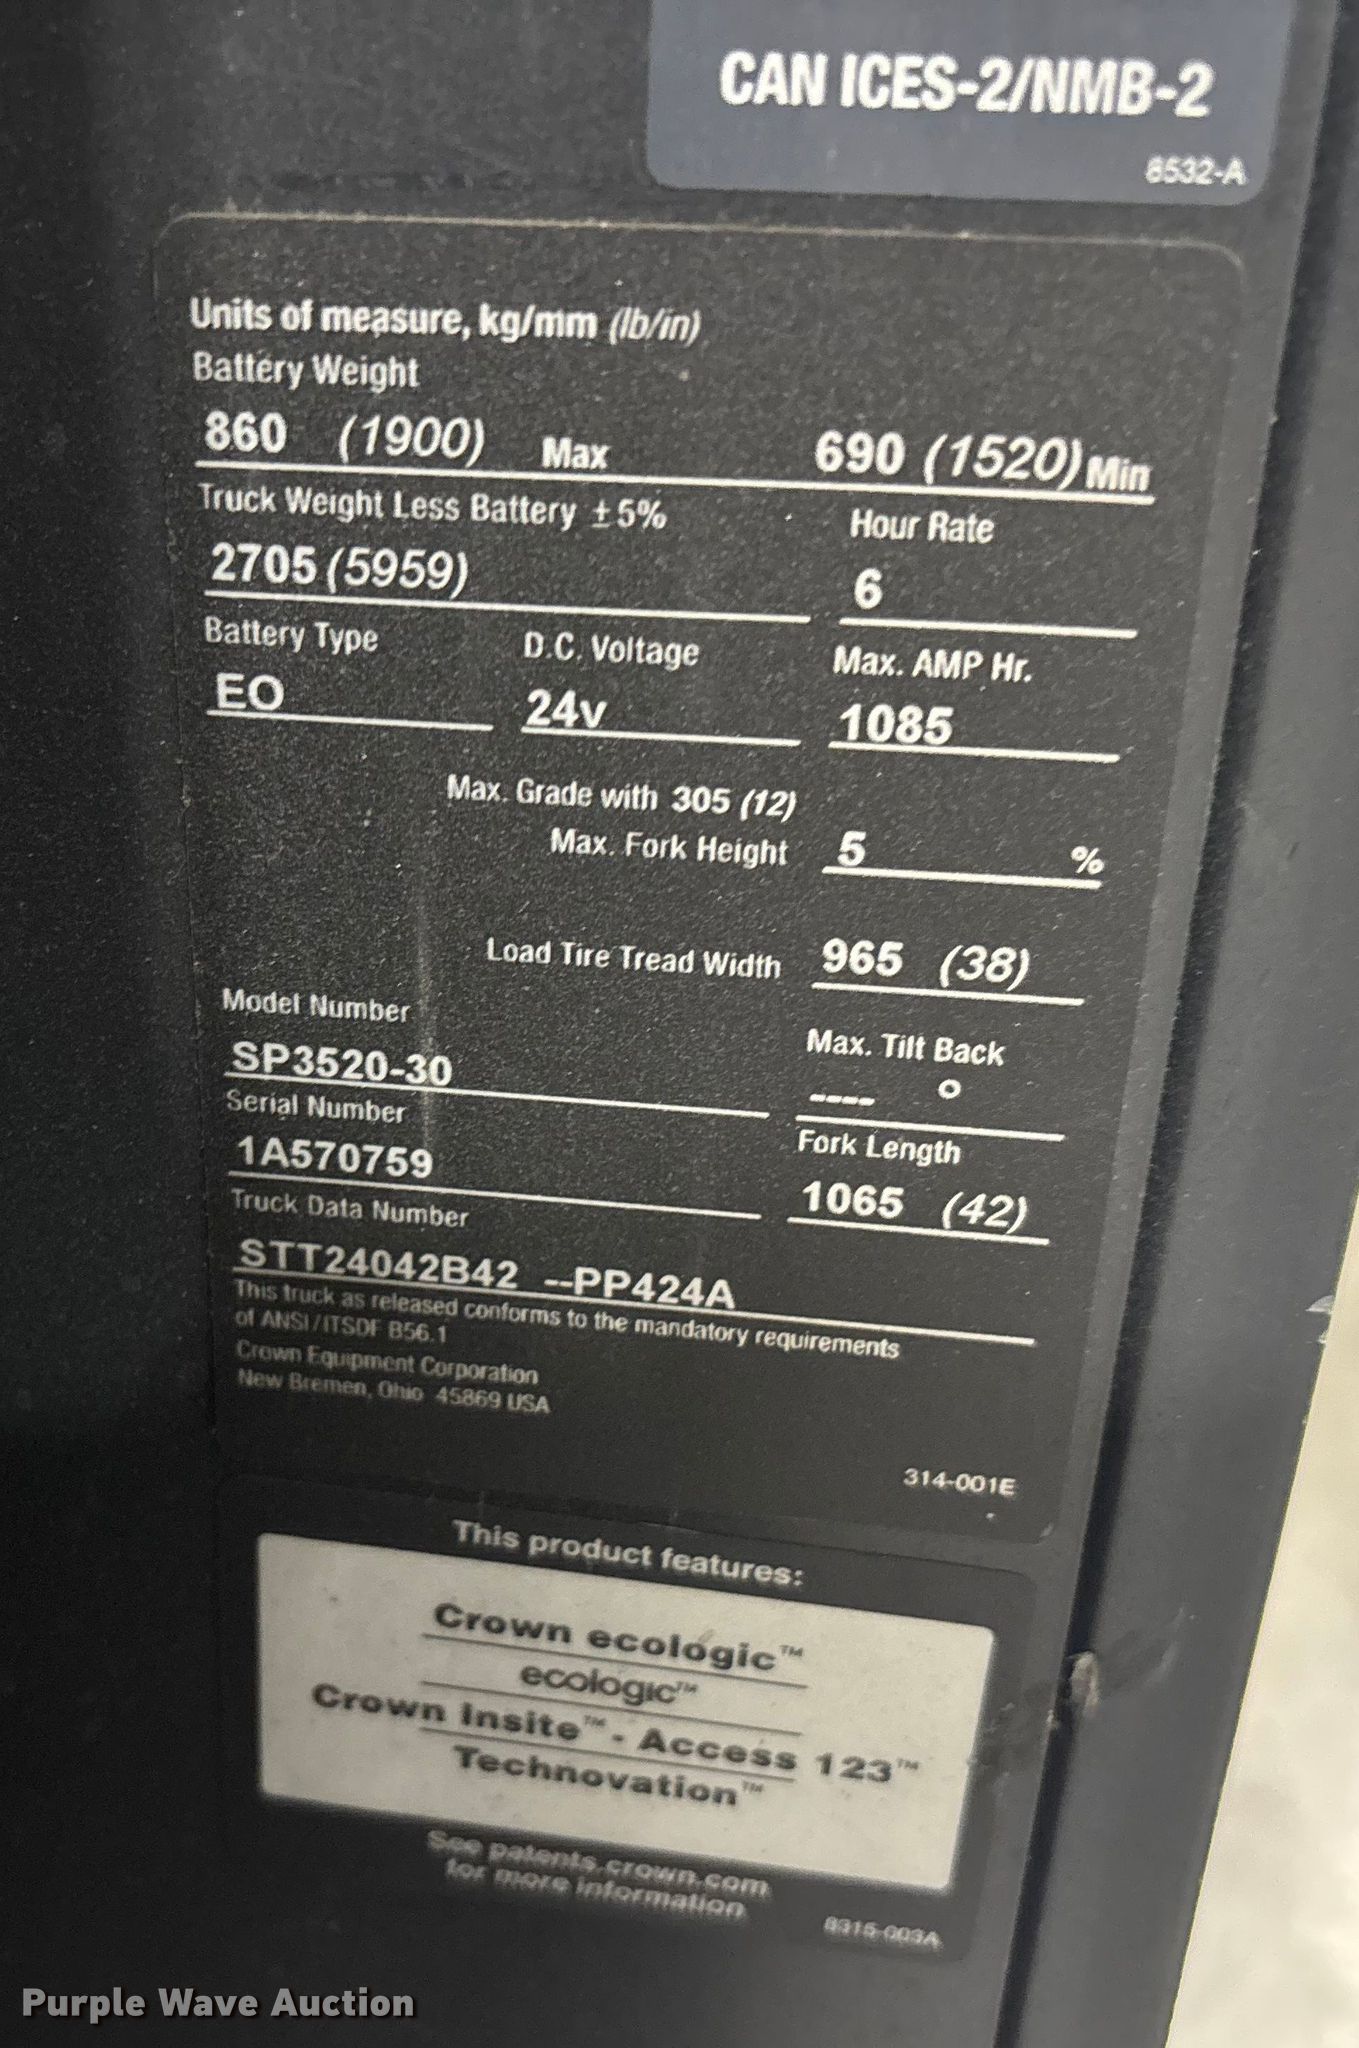 CAN ICES-2/NMB-2
8532-A
Units of measure, kg/mm (lb/in)
Battery Weight
860 (1900) Max 690 (1520) Min
Truck Weight Less Battery ±5% Hour Rate
2705 (5959) 6
Battery Type D.C. Voltage Max. AMP Hr.
EO 24v 1085
Max. Grade with 305 (12)
Max. Fork Height 5 %
Load Tire Tread Width 965 (38)
Model Number Max. Tilt Back
SP3520-30 ---- °
Serial Number Fork Length
1A570759 1065 (42)
Truck Data Number
STT24042B42 --PP424A
This truck as released conforms to the mandatory requirements
of ANSI/ITSDF B56.1
Crown Equipment Corporation
New Bremen, Ohio 45869 USA
314-001E
This product features:
Crown ecologic™
ecologic™
Crown Insite™ - Access 123™
Technovation™
See patents.crown.com
for more information
8315-003A
Purple Wave Auction